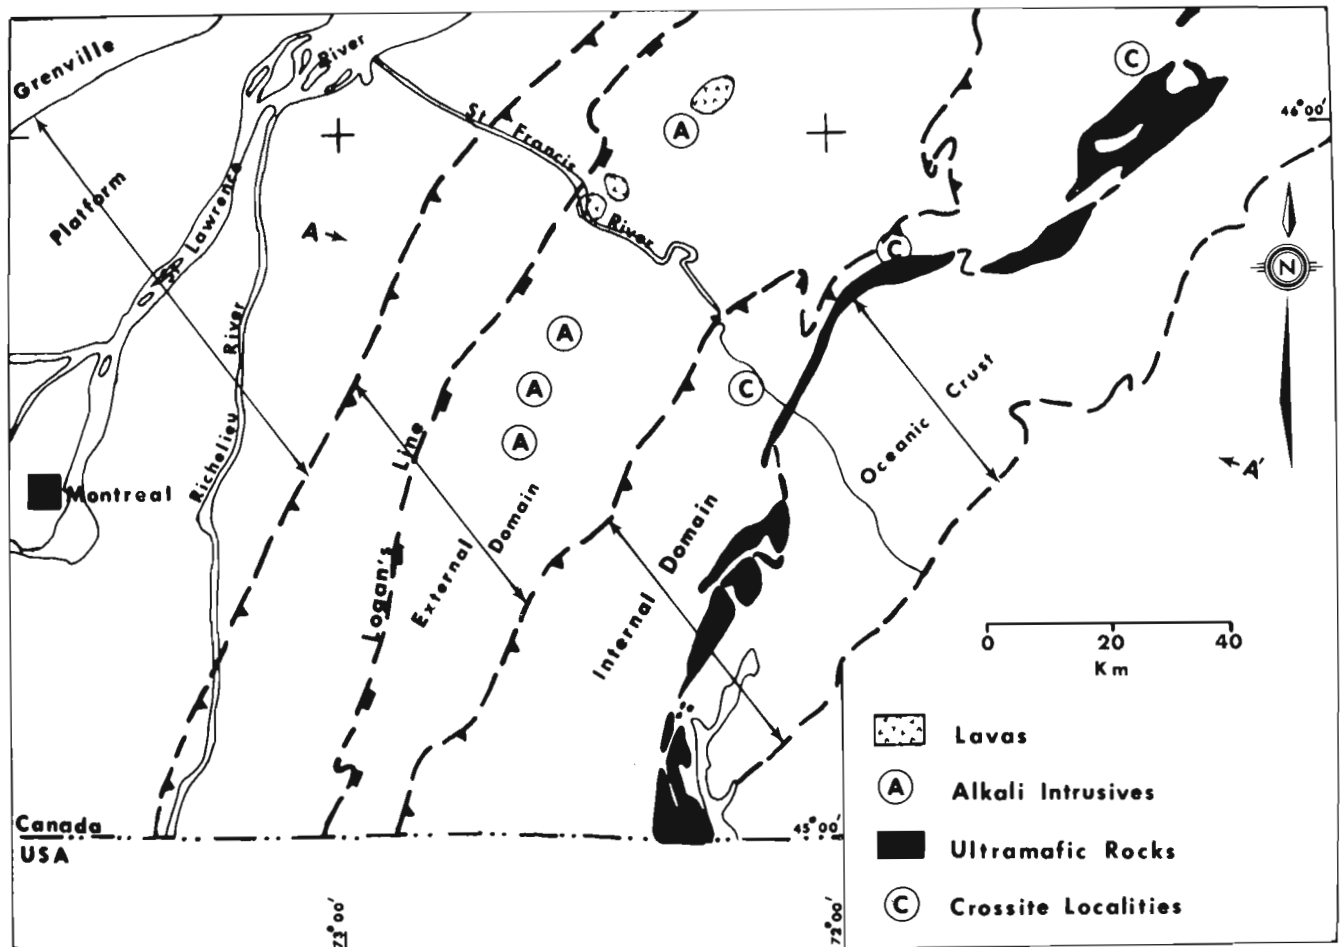 Grenville
River
C
46°00'
St. Francis
A
Platform
St. Lawrence
A
River
C
N
Richelieu River
A
A
C
Oceanic Crust
A
Line
A'
Montreal
External Domain
Domain
Logan's
Internal
0 20 40
Km
Lavas
A Alkali Intrusives
Canada
45°00'
USA
Ultramafic Rocks
C Crossite Localities
73°00'
72°00'